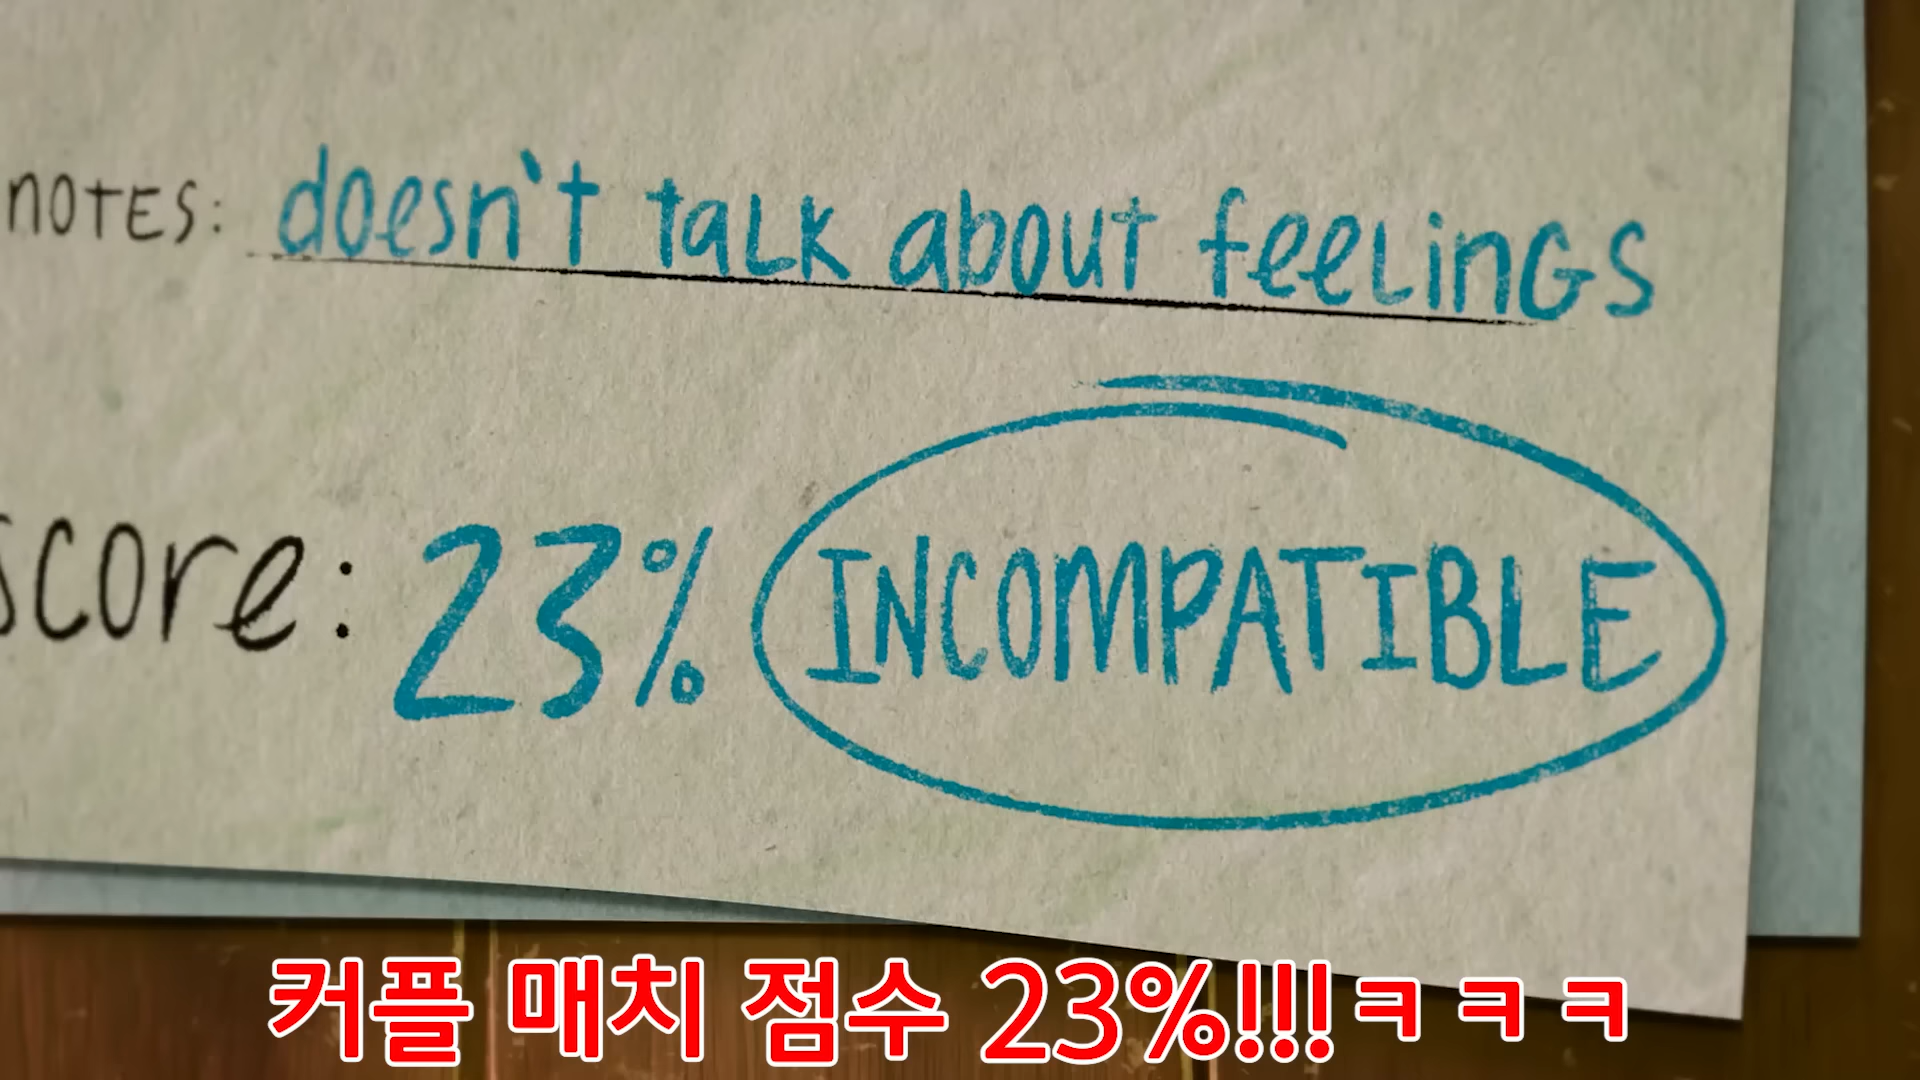 NOTES: doesn't talk about feelings
score: 23% INCOMPATIBLE
커플 매치 점수 23%!!!ㅋㅋㅋ